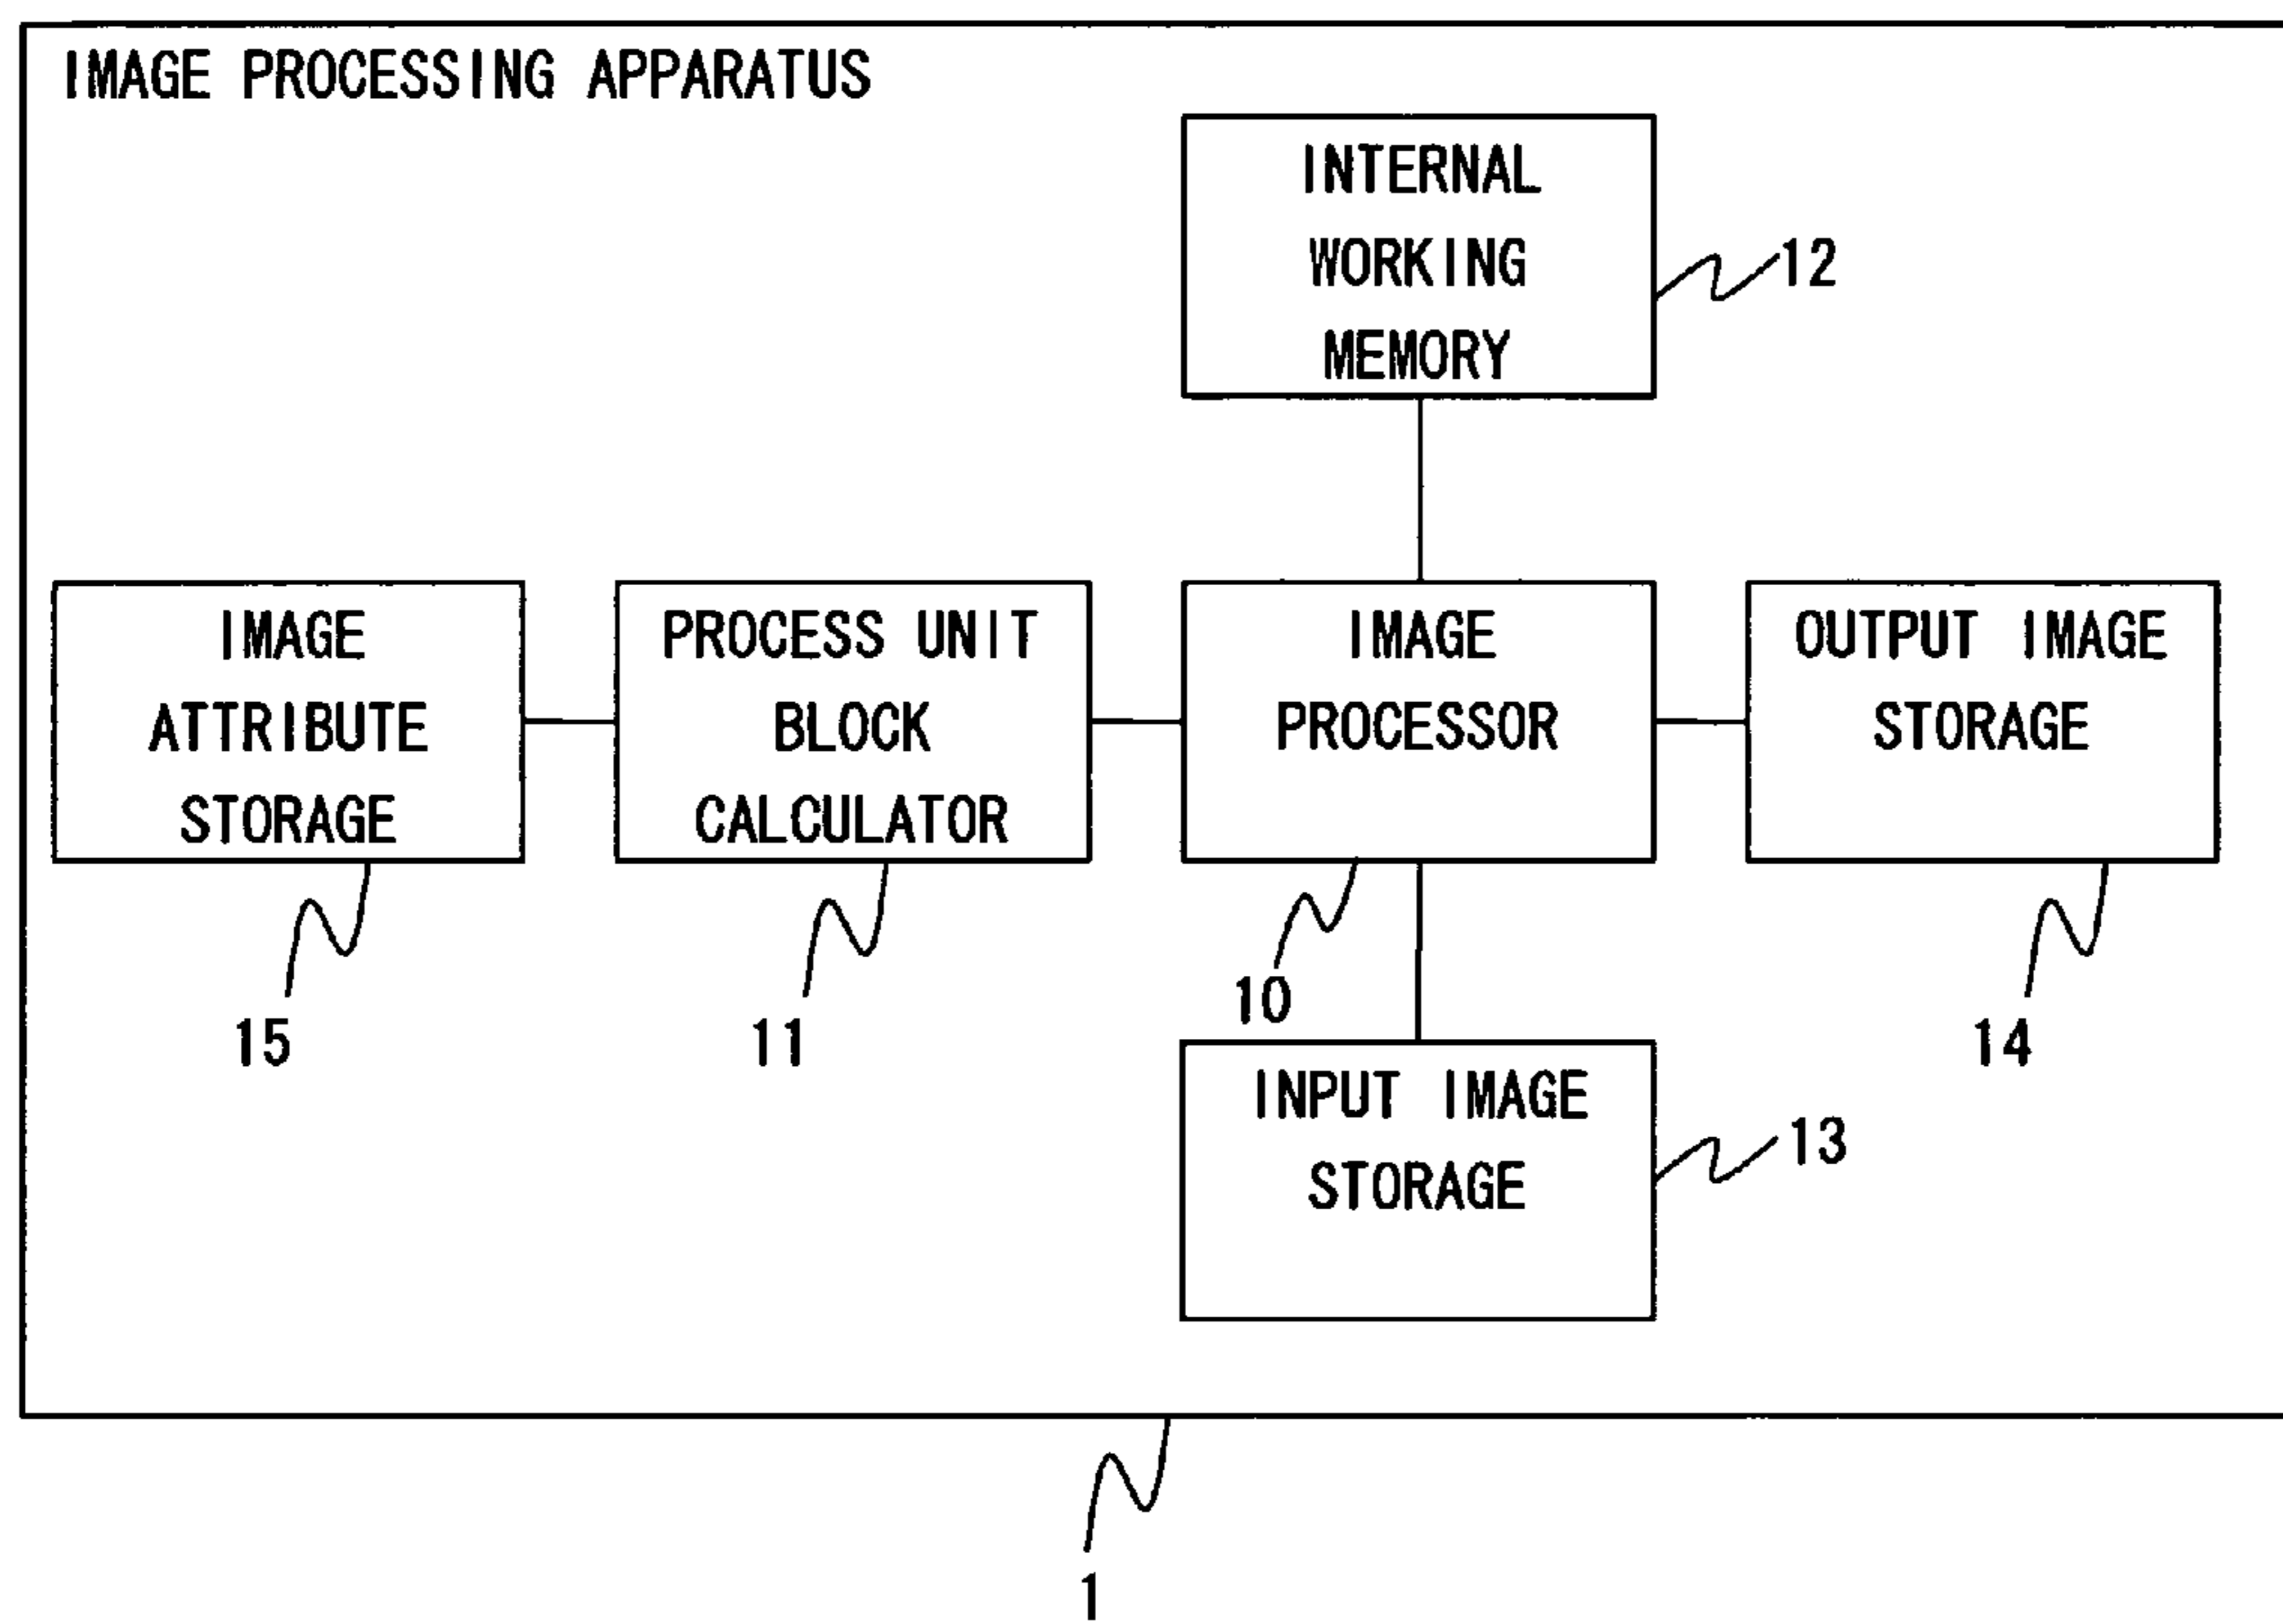 IMAGE PROCESSING APPARATUS
INTERNAL
WORKING
MEMORY
12
IMAGE
ATTRIBUTE
STORAGE
PROCESS UNIT
BLOCK
CALCULATOR
IMAGE
PROCESSOR
OUTPUT IMAGE
STORAGE
15
11
10
14
INPUT IMAGE
STORAGE
13
1